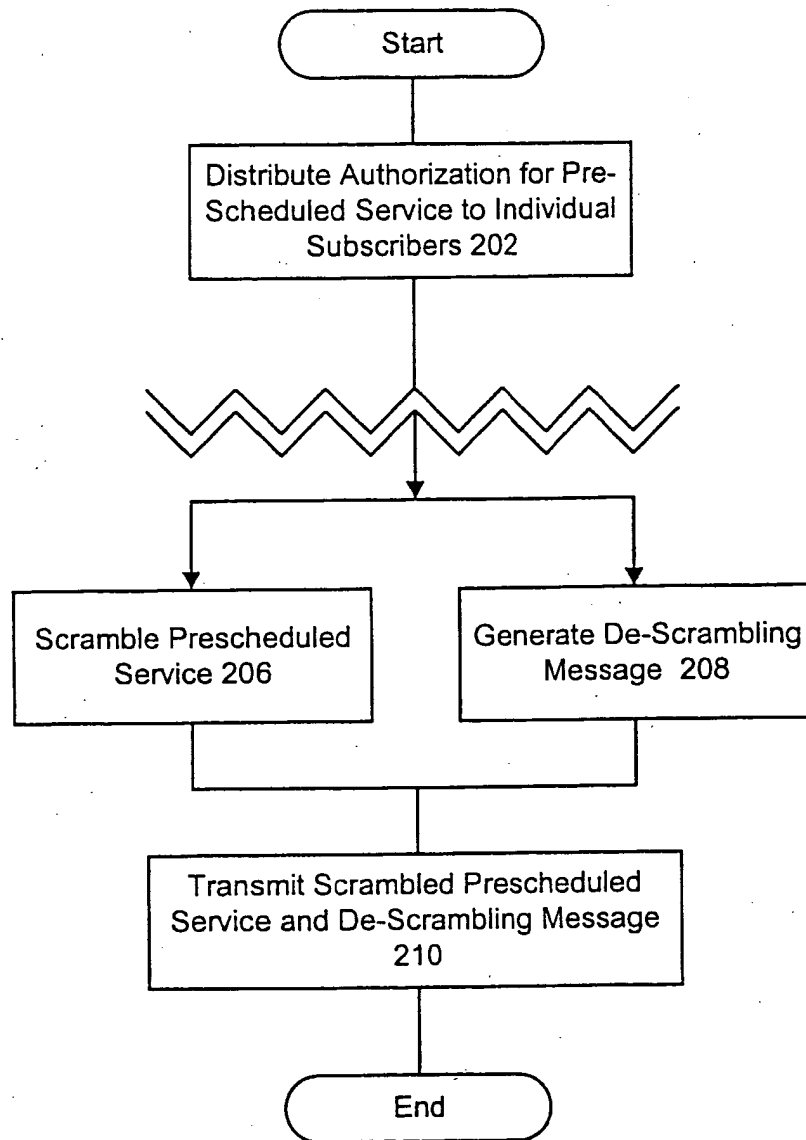 Start
Distribute Authorization for Pre-
Scheduled Service to Individual
Subscribers 202
Scramble Prescheduled
Service 206
Generate De-Scrambling
Message 208
Transmit Scrambled Prescheduled
Service and De-Scrambling Message
210
End